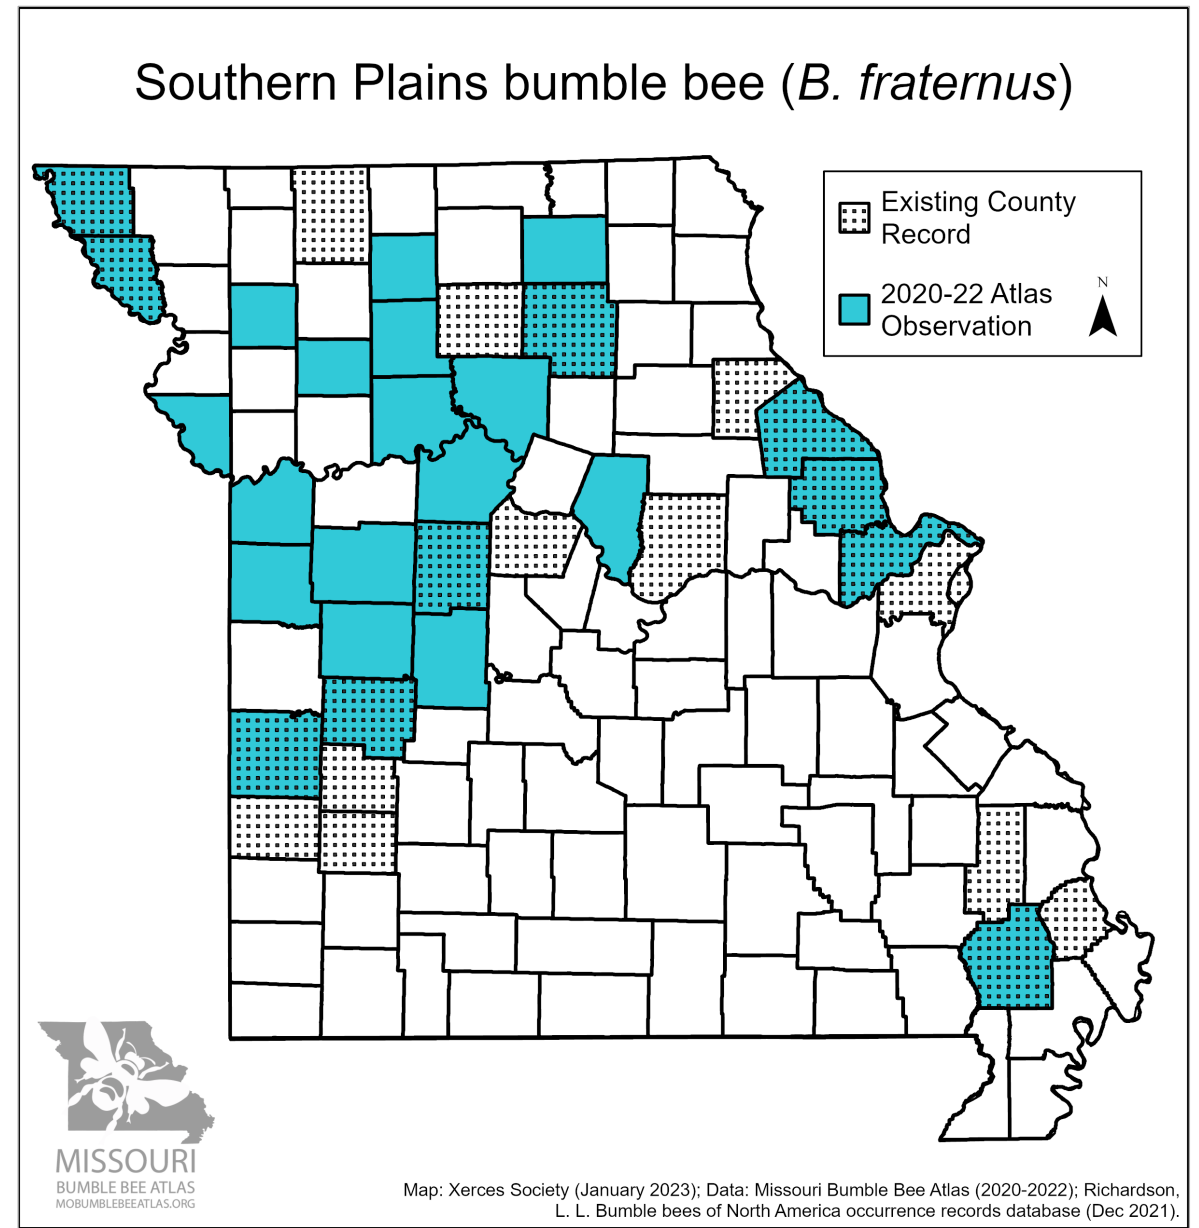 Southern Plains bumble bee (B. fraternus)
Existing County
Record
2020-22 Atlas
Observation
N
MISSOURI
BUMBLE BEE ATLAS
MOBUMBLEBEEATLAS.ORG
Map: Xerces Society (January 2023); Data: Missouri Bumble Bee Atlas (2020-2022); Richardson,
L. L. Bumble bees of North America occurrence records database (Dec 2021).